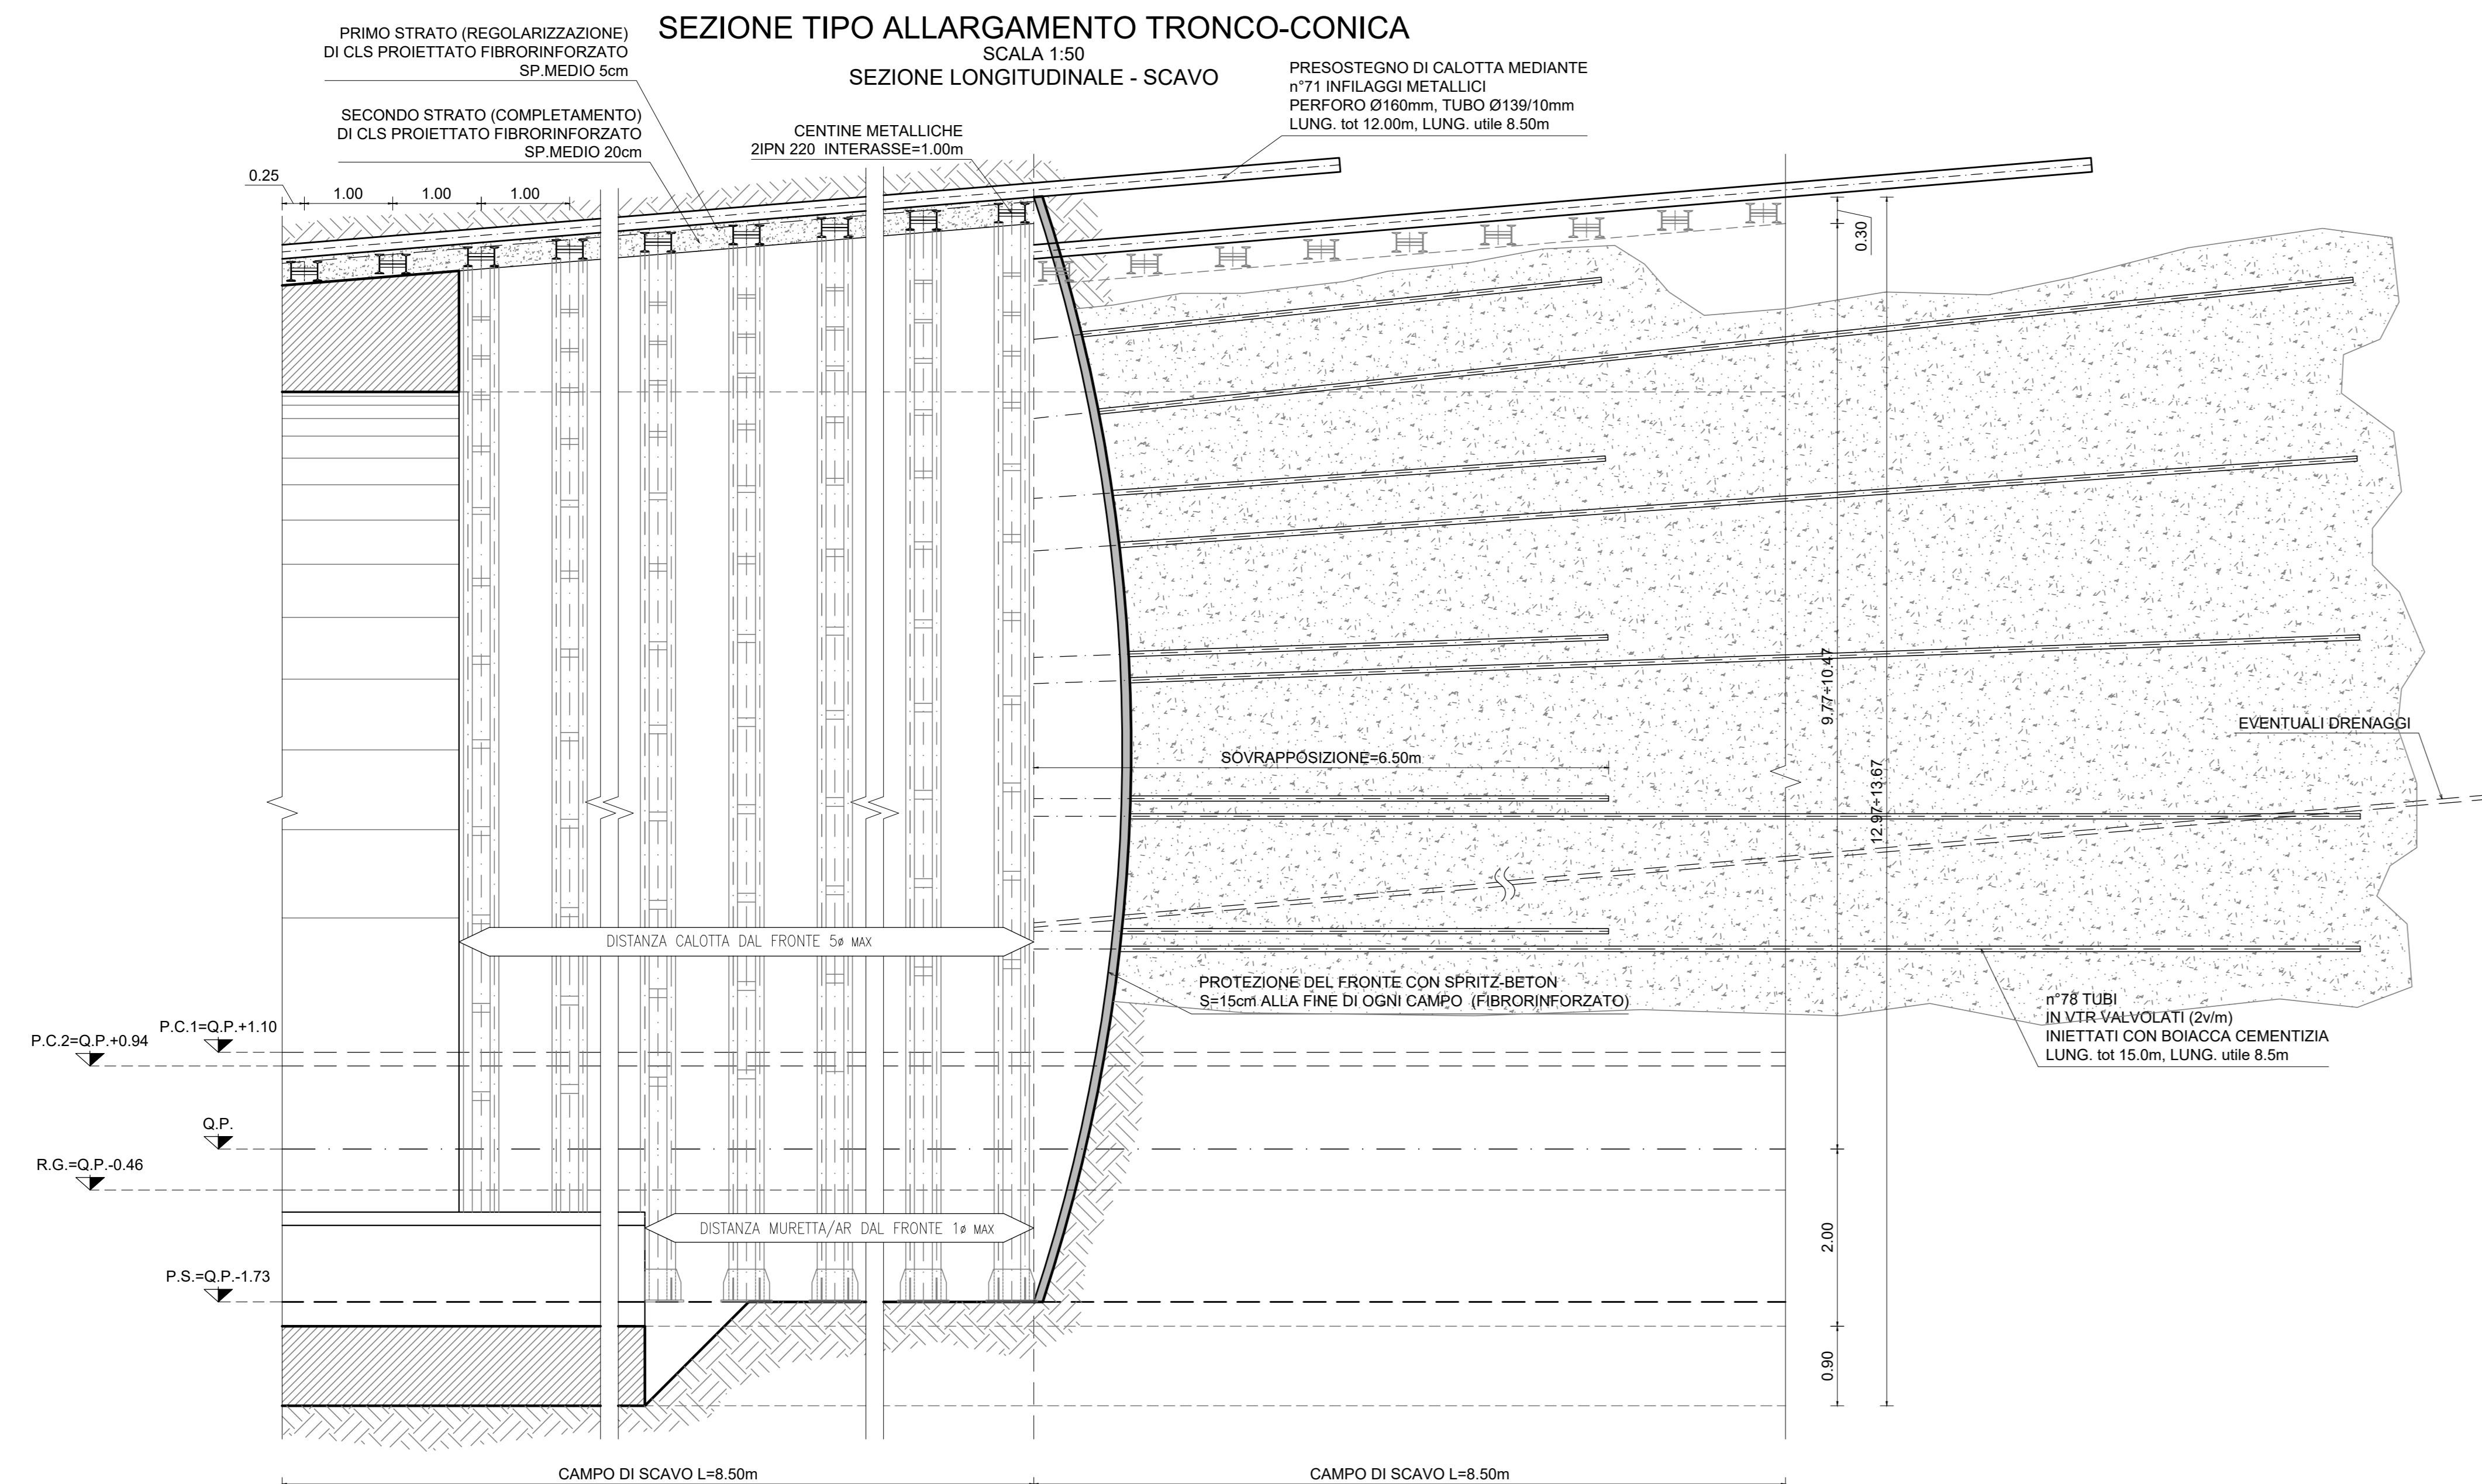 SEZIONE TIPO ALLARGAMENTO TRONCO-CONICA
SCALA 1:50
SEZIONE LONGITUDINALE - SCAVO
PRIMO STRATO (REGOLARIZZAZIONE)
DI CLS PROIETTATO FIBRORINFORZATO
SP.MEDIO 5cm
SECONDO STRATO (COMPLETAMENTO)
DI CLS PROIETTATO FIBRORINFORZATO
SP.MEDIO 20cm
CENTINE METALLICHE
2IPN 220 INTERASSE=1.00m
PRESOSTEGNO DI CALOTTA MEDIANTE
n°71 INFILAGGI METALLICI
PERFORO Ø160mm, TUBO Ø139/10mm
LUNG. tot 12.00m, LUNG. utile 8.50m
0.25
1.00
1.00
1.00
0.30
9.77÷10.47
12.97÷13.67
EVENTUALI DRENAGGI
SOVRAPPOSIZIONE=6.50m
DISTANZA CALOTTA DAL FRONTE 5ø MAX
PROTEZIONE DEL FRONTE CON SPRITZ-BETON
S=15cm ALLA FINE DI OGNI CAMPO (FIBRORINFORZATO)
n°78 TUBI
IN VTR VALVOLATI (2v/m)
INIETTATI CON BOIACCA CEMENTIZIA
LUNG. tot 15.0m, LUNG. utile 8.5m
P.C.1=Q.P.+1.10
P.C.2=Q.P.+0.94
Q.P.
R.G.=Q.P.-0.46
DISTANZA MURETTA/AR DAL FRONTE 1ø MAX
2.00
P.S.=Q.P.-1.73
0.90
CAMPO DI SCAVO L=8.50m
CAMPO DI SCAVO L=8.50m